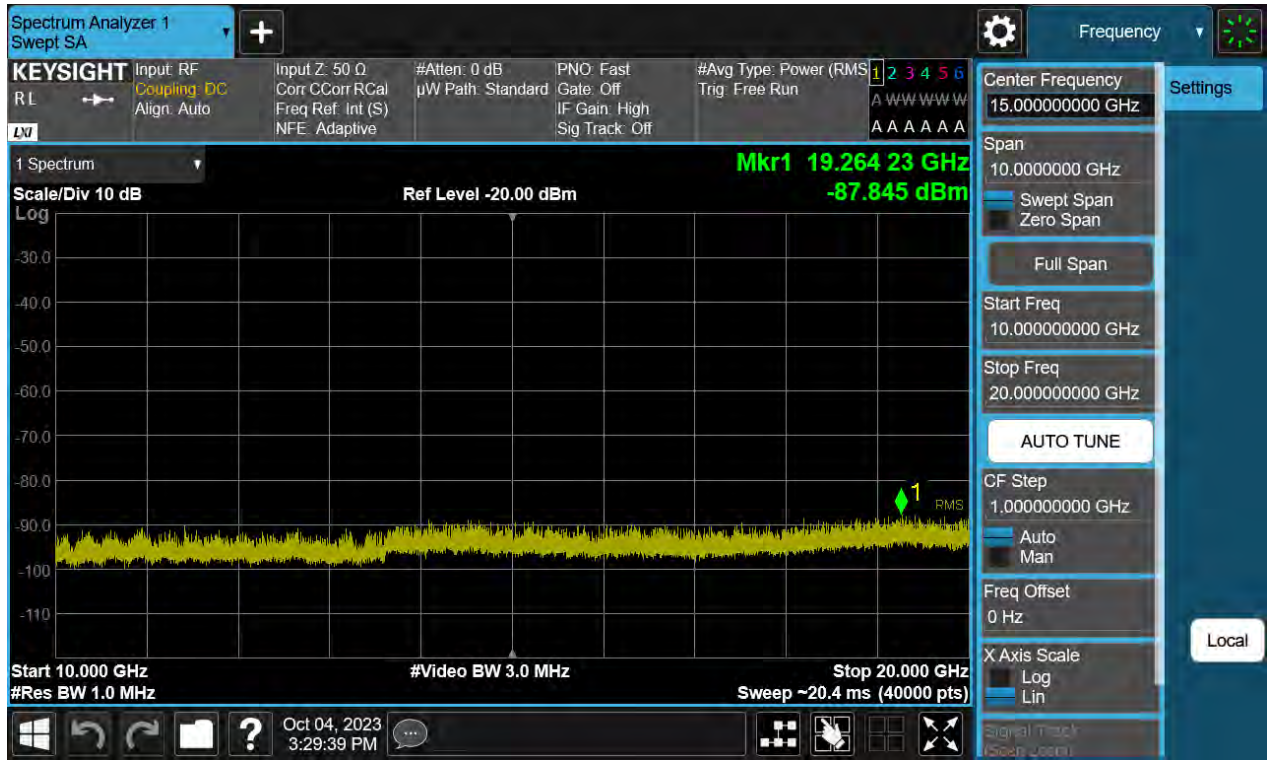 Spectrum Analyzer 1
Swept SA
+
Frequency
KEYSIGHT
RL
LXI
Input: RF
Coupling: DC
Align: Auto
Input Z: 50 Ω
Corr CCorr RCal
Freq Ref: Int (S)
NFE: Adaptive
#Atten: 0 dB
µW Path: Standard
PNO: Fast
Gate: Off
IF Gain: High
Sig Track: Off
#Avg Type: Power (RMS
Trig: Free Run
1 2 3 4 5 6
A W W W W W
A A A A A A
1 Spectrum
Mkr1 19.264 23 GHz
-87.845 dBm
Scale/Div 10 dB
Ref Level -20.00 dBm
Log
-30.0
-40.0
-50.0
-60.0
-70.0
-80.0
-90.0
-100
-110
1
RMS
Start 10.000 GHz
#Video BW 3.0 MHz
Stop 20.000 GHz
#Res BW 1.0 MHz
Sweep ~20.4 ms (40000 pts)
Center Frequency
15.000000000 GHz
Settings
Span
10.0000000 GHz
Swept Span
Zero Span
Full Span
Start Freq
10.000000000 GHz
Stop Freq
20.000000000 GHz
AUTO TUNE
CF Step
1.000000000 GHz
Auto
Man
Freq Offset
0 Hz
X Axis Scale
Log
Lin
Signal Track
(Span Zoom)
Local
?
Oct 04, 2023
3:29:39 PM